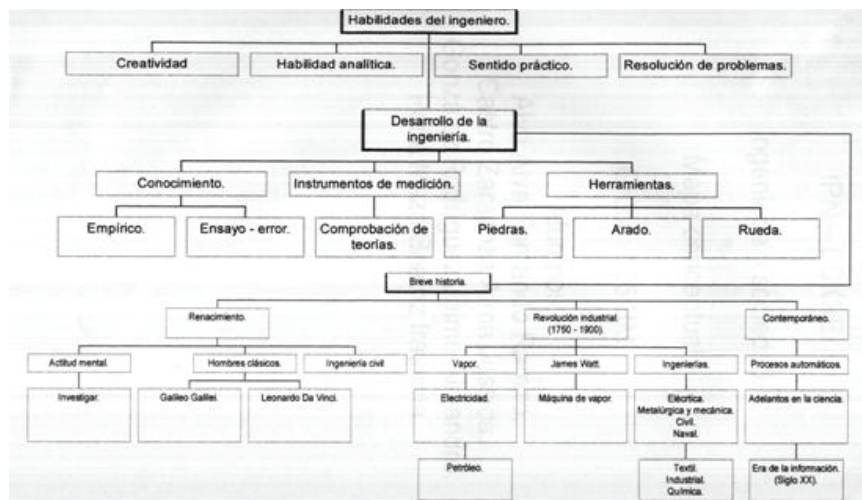 Habilidades del ingeniero.
Creatividad
Habilidad analítica.
Sentido práctico.
Resolución de problemas.
Desarrollo de la
ingeniería.
Conocimiento.
Instrumentos de medición.
Herramientas.
Empírico.
Ensayo - error.
Comprobación de
teorías.
Piedras.
Arado.
Rueda.
Breve historia.
Renacimiento.
Revolución industrial.
(1750 - 1900).
Contemporáneo.
Actitud mental.
Hombres clásicos.
Ingeniería civil
Vapor.
James Watt.
Ingenierías.
Procesos automáticos.
Investigar.
Galileo Galilei.
Leonardo Da Vinci.
Electricidad.
Máquina de vapor.
Eléctrica.
Metalúrgica y mecánica.
Civil.
Naval.
Adelantos en la ciencia.
Petróleo.
Textil.
Industrial.
Química.
Era de la información.
(Siglo XX).